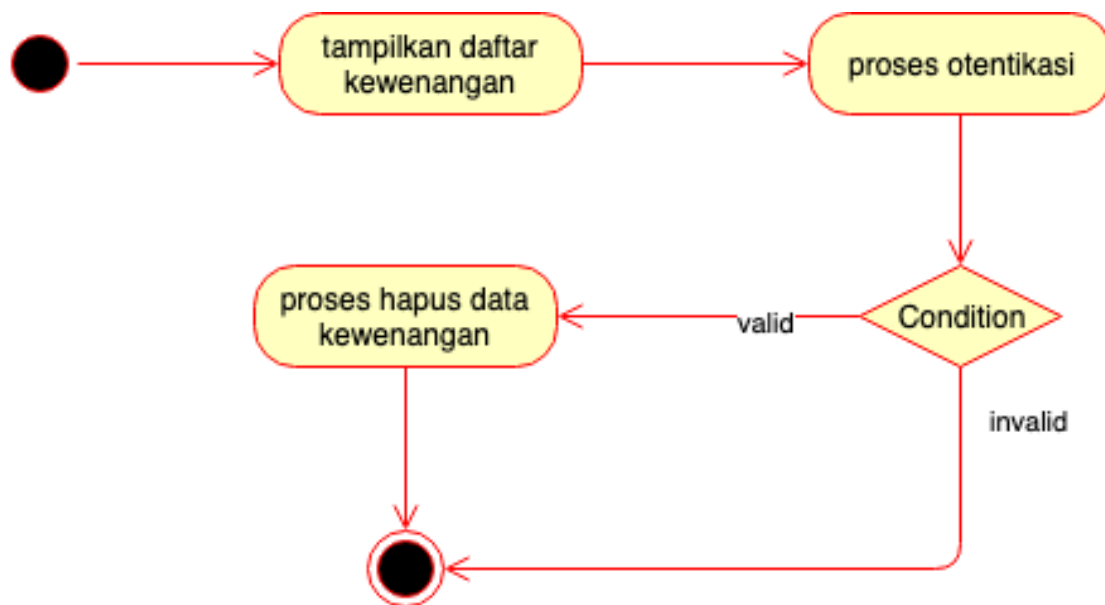 tampilkan daftar
kewenangan
proses otentikasi
proses hapus data
kewenangan
valid
Condition
invalid